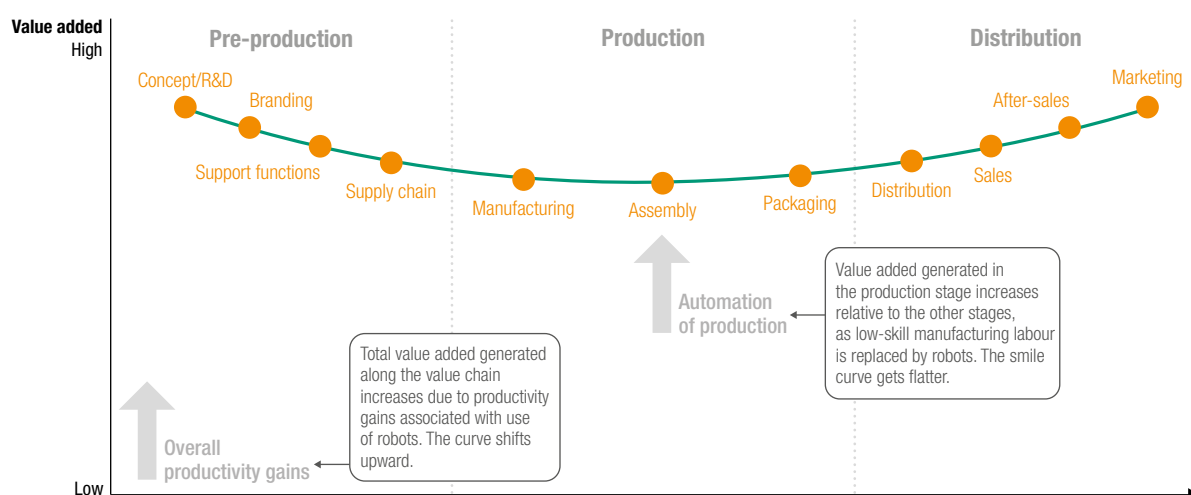 Value added
High
Pre-production
Production
Distribution
Concept/R&D
Branding
Support functions
Supply chain
Manufacturing
Assembly
Packaging
Distribution
Sales
After-sales
Marketing
Automation
of production
Value added generated in
the production stage increases
relative to the other stages,
as low-skill manufacturing labour
is replaced by robots. The smile
curve gets flatter.
Total value added generated
along the value chain
increases due to productivity
gains associated with use
of robots. The curve shifts
upward.
Overall
productivity gains
Low